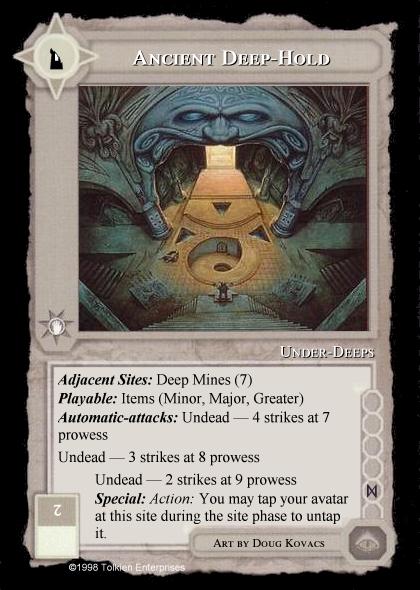 Ancient Deep-Hold
Under-Deeps
Adjacent Sites: Deep Mines (7)
Playable: Items (Minor, Major, Greater)
Automatic-attacks: Undead — 4 strikes at 7
prowess
Undead — 3 strikes at 8 prowess
Undead — 2 strikes at 9 prowess
Special: Action: You may tap your avatar
at this site during the site phase to untap
it.
2
Art by Doug Kovacs
©1998 Tolkien Enterprises